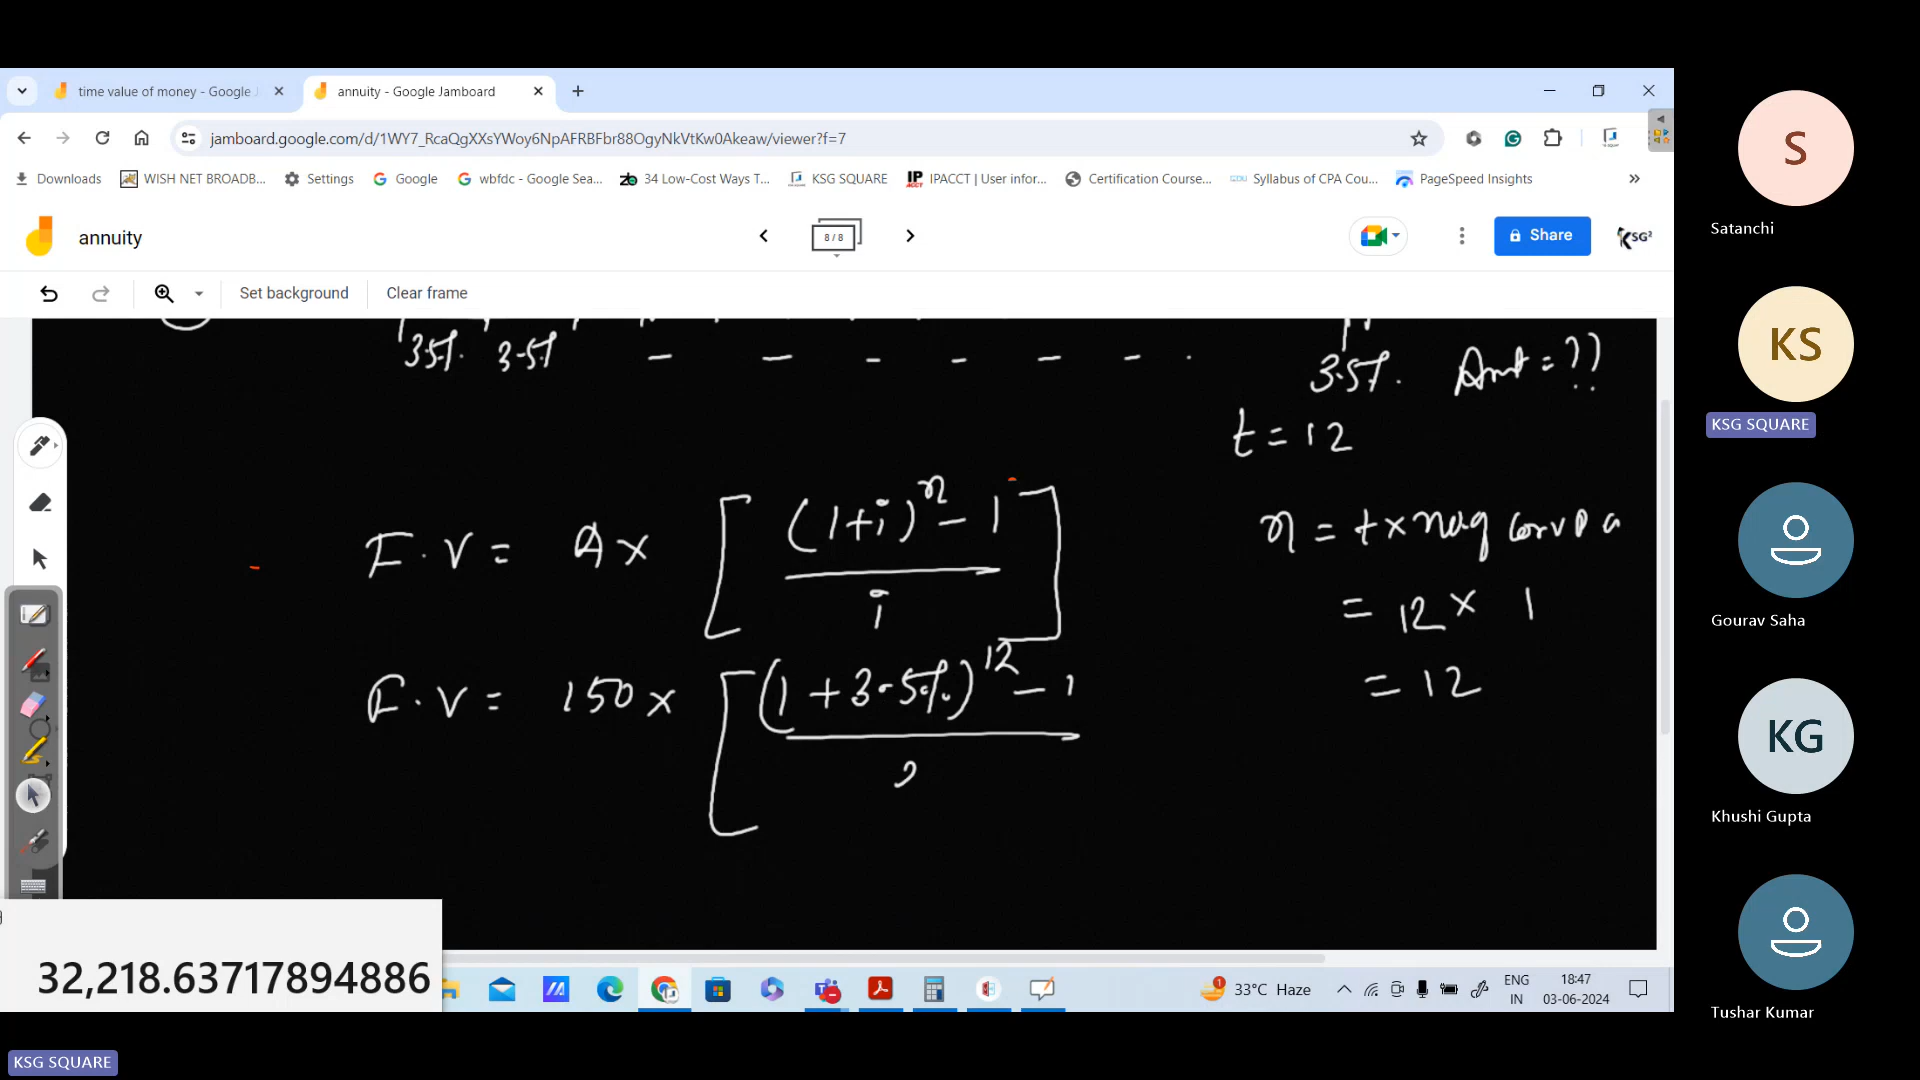 time value of money - Google J
annuity - Google Jamboard
jamboard.google.com/d/1WY7_RcaQgXXsYWoy6NpAFRBFbr88OgyNkVtKw0Akeaw/viewer?f=7
Downloads
WISH NET BROADB...
Settings
Google
wbfdc - Google Sea...
34 Low-Cost Ways T...
KSG SQUARE
IPACCT | User infor...
Certification Course...
Syllabus of CPA Cou...
PageSpeed Insights
annuity
8 / 8
Share
KSG²
Set background
Clear frame
3.5%. 3.5%
3.5%. Amt = ??
t = 12
F.V = A x [ (1+i)^n - 1 / i ]
n = t x
= 12 x 1
= 12
F.V = 150 x [ (1 + 3.5%)^12 - 1
32,218.63717894886
33°C Haze
ENG
IN
18:47
03-06-2024
S
Satanchi
KS
KSG SQUARE
Gourav Saha
KG
Khushi Gupta
Tushar Kumar
KSG SQUARE